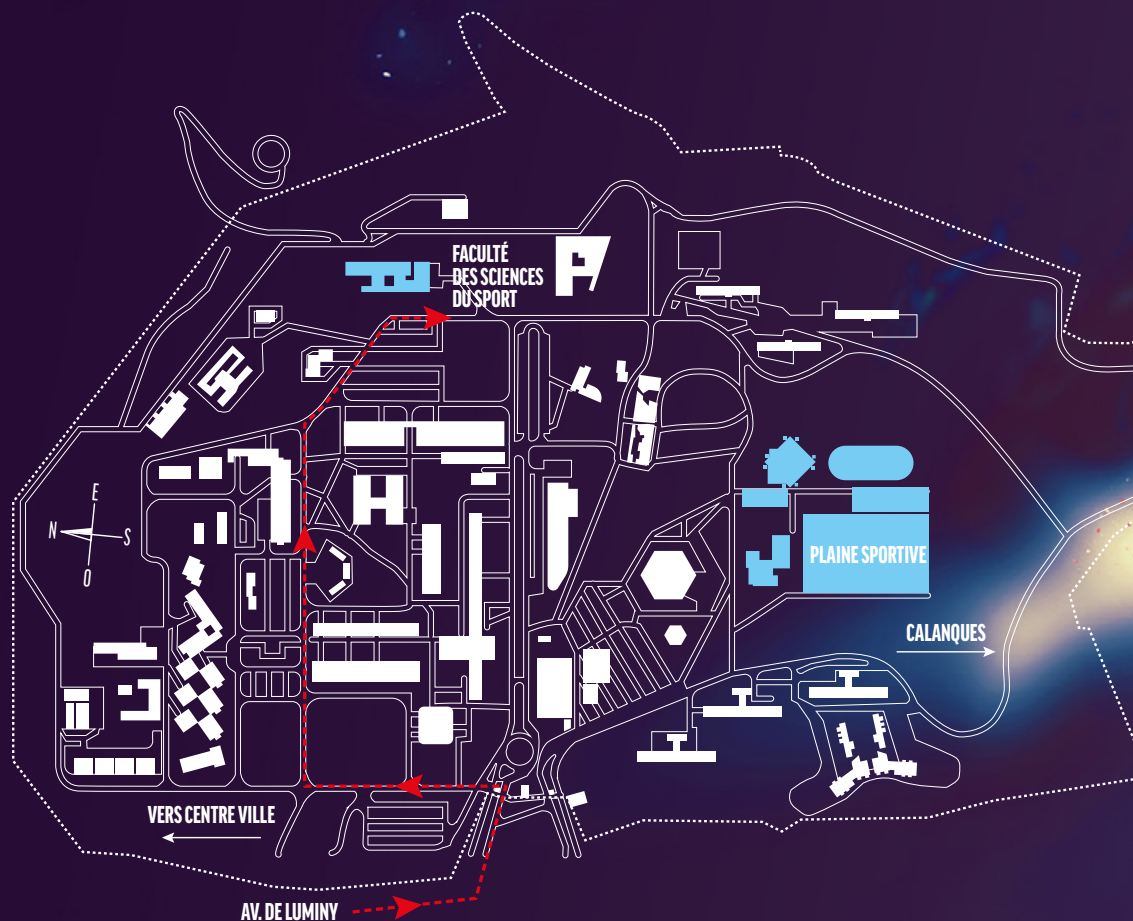 FACULTÉ
DES SCIENCES
DU SPORT
E
N
S
O
PLAINE SPORTIVE
CALANQUES
VERS CENTRE VILLE
AV. DE LUMINY